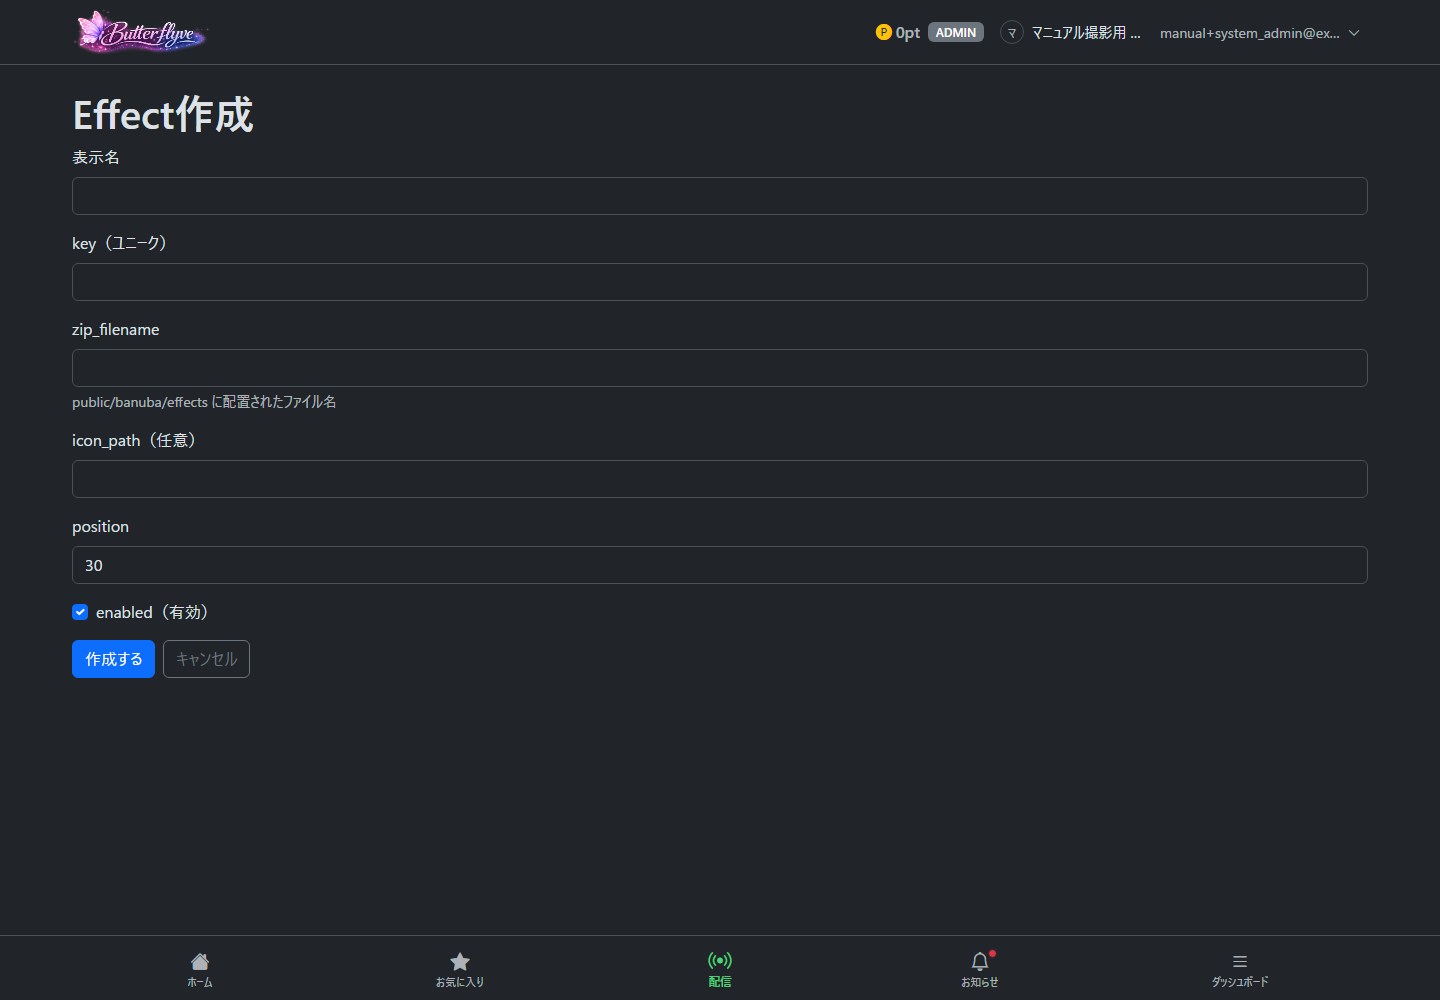 Butterflyve
P 0pt ADMIN マ マニュアル撮影用 ... manual+system_admin@ex...
Effect作成
表示名
key（ユニーク）
zip_filename
public/banuba/effects に配置されたファイル名
icon_path（任意）
position
30
enabled（有効）
作成する キャンセル
ホーム お気に入り 配信 お知らせ ダッシュボード